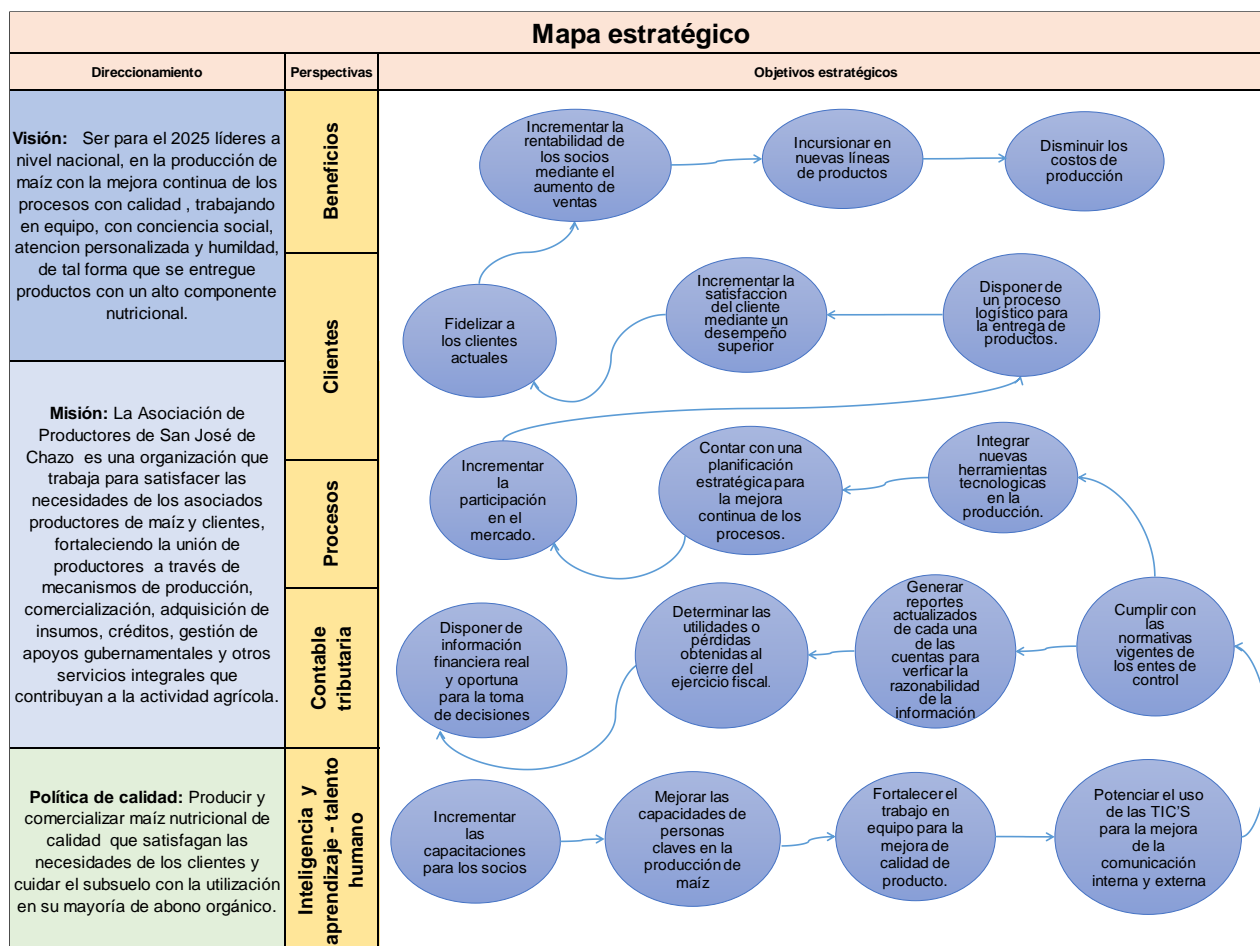 Mapa estratégico
Direccionamiento
Perspectivas
Objetivos estratégicos
Visión: Ser para el 2025 líderes a
nivel nacional, en la producción de
maíz con la mejora continua de los
procesos con calidad , trabajando
en equipo, con conciencia social,
atencion personalizada y humildad,
de tal forma que se entregue
productos con un alto componente
nutricional.
Misión: La Asociación de
Productores de San José de
Chazo es una organización que
trabaja para satisfacer las
necesidades de los asociados
productores de maíz y clientes,
fortaleciendo la unión de
productores a través de
mecanismos de producción,
comercialización, adquisición de
insumos, créditos, gestión de
apoyos gubernamentales y otros
servicios integrales que
contribuyan a la actividad agrícola.
Política de calidad: Producir y
comercializar maíz nutricional de
calidad que satisfagan las
necesidades de los clientes y
cuidar el subsuelo con la utilización
en su mayoría de abono orgánico.
Beneficios
Incrementar la
rentabilidad de
los socios
mediante el
aumento de
ventas
Incursionar en
nuevas líneas de
productos
Disminuir los
costos de
producción
Clientes
Fidelizar a
los clientes
actuales
Incrementar la
satisfaccion
del cliente
mediante un
desempeño
superior
Disponer de
un proceso
logístico para
la entrega de
productos.
Procesos
Incrementar
la
participación
en el
mercado.
Contar con una
planificación
estratégica para
la mejora
continua de los
procesos.
Integrar
nuevas
herramientas
tecnologicas
en la
producción.
Contable
tributaria
Disponer de
información
financiera real
y oportuna
para la toma
de decisiones
Determinar las
utilidades o
pérdidas
obtenidas al
cierre del
ejercicio fiscal.
Generar
reportes
actualizados
de cada una
de las
cuentas para
verficar la
razonabilidad
de la
información
Cumplir con
las
normativas
vigentes de
los entes de
control
Inteligencia y
aprendizaje - talento
humano
Incrementar
las
capacitaciones
para los socios
Mejorar las
capacidades de
personas
claves en la
producción de
maíz
Fortalecer el
trabajo en
equipo para la
mejora de
calidad de
producto.
Potenciar el uso
de las TIC'S
para la mejora
de la
comunicación
interna y externa